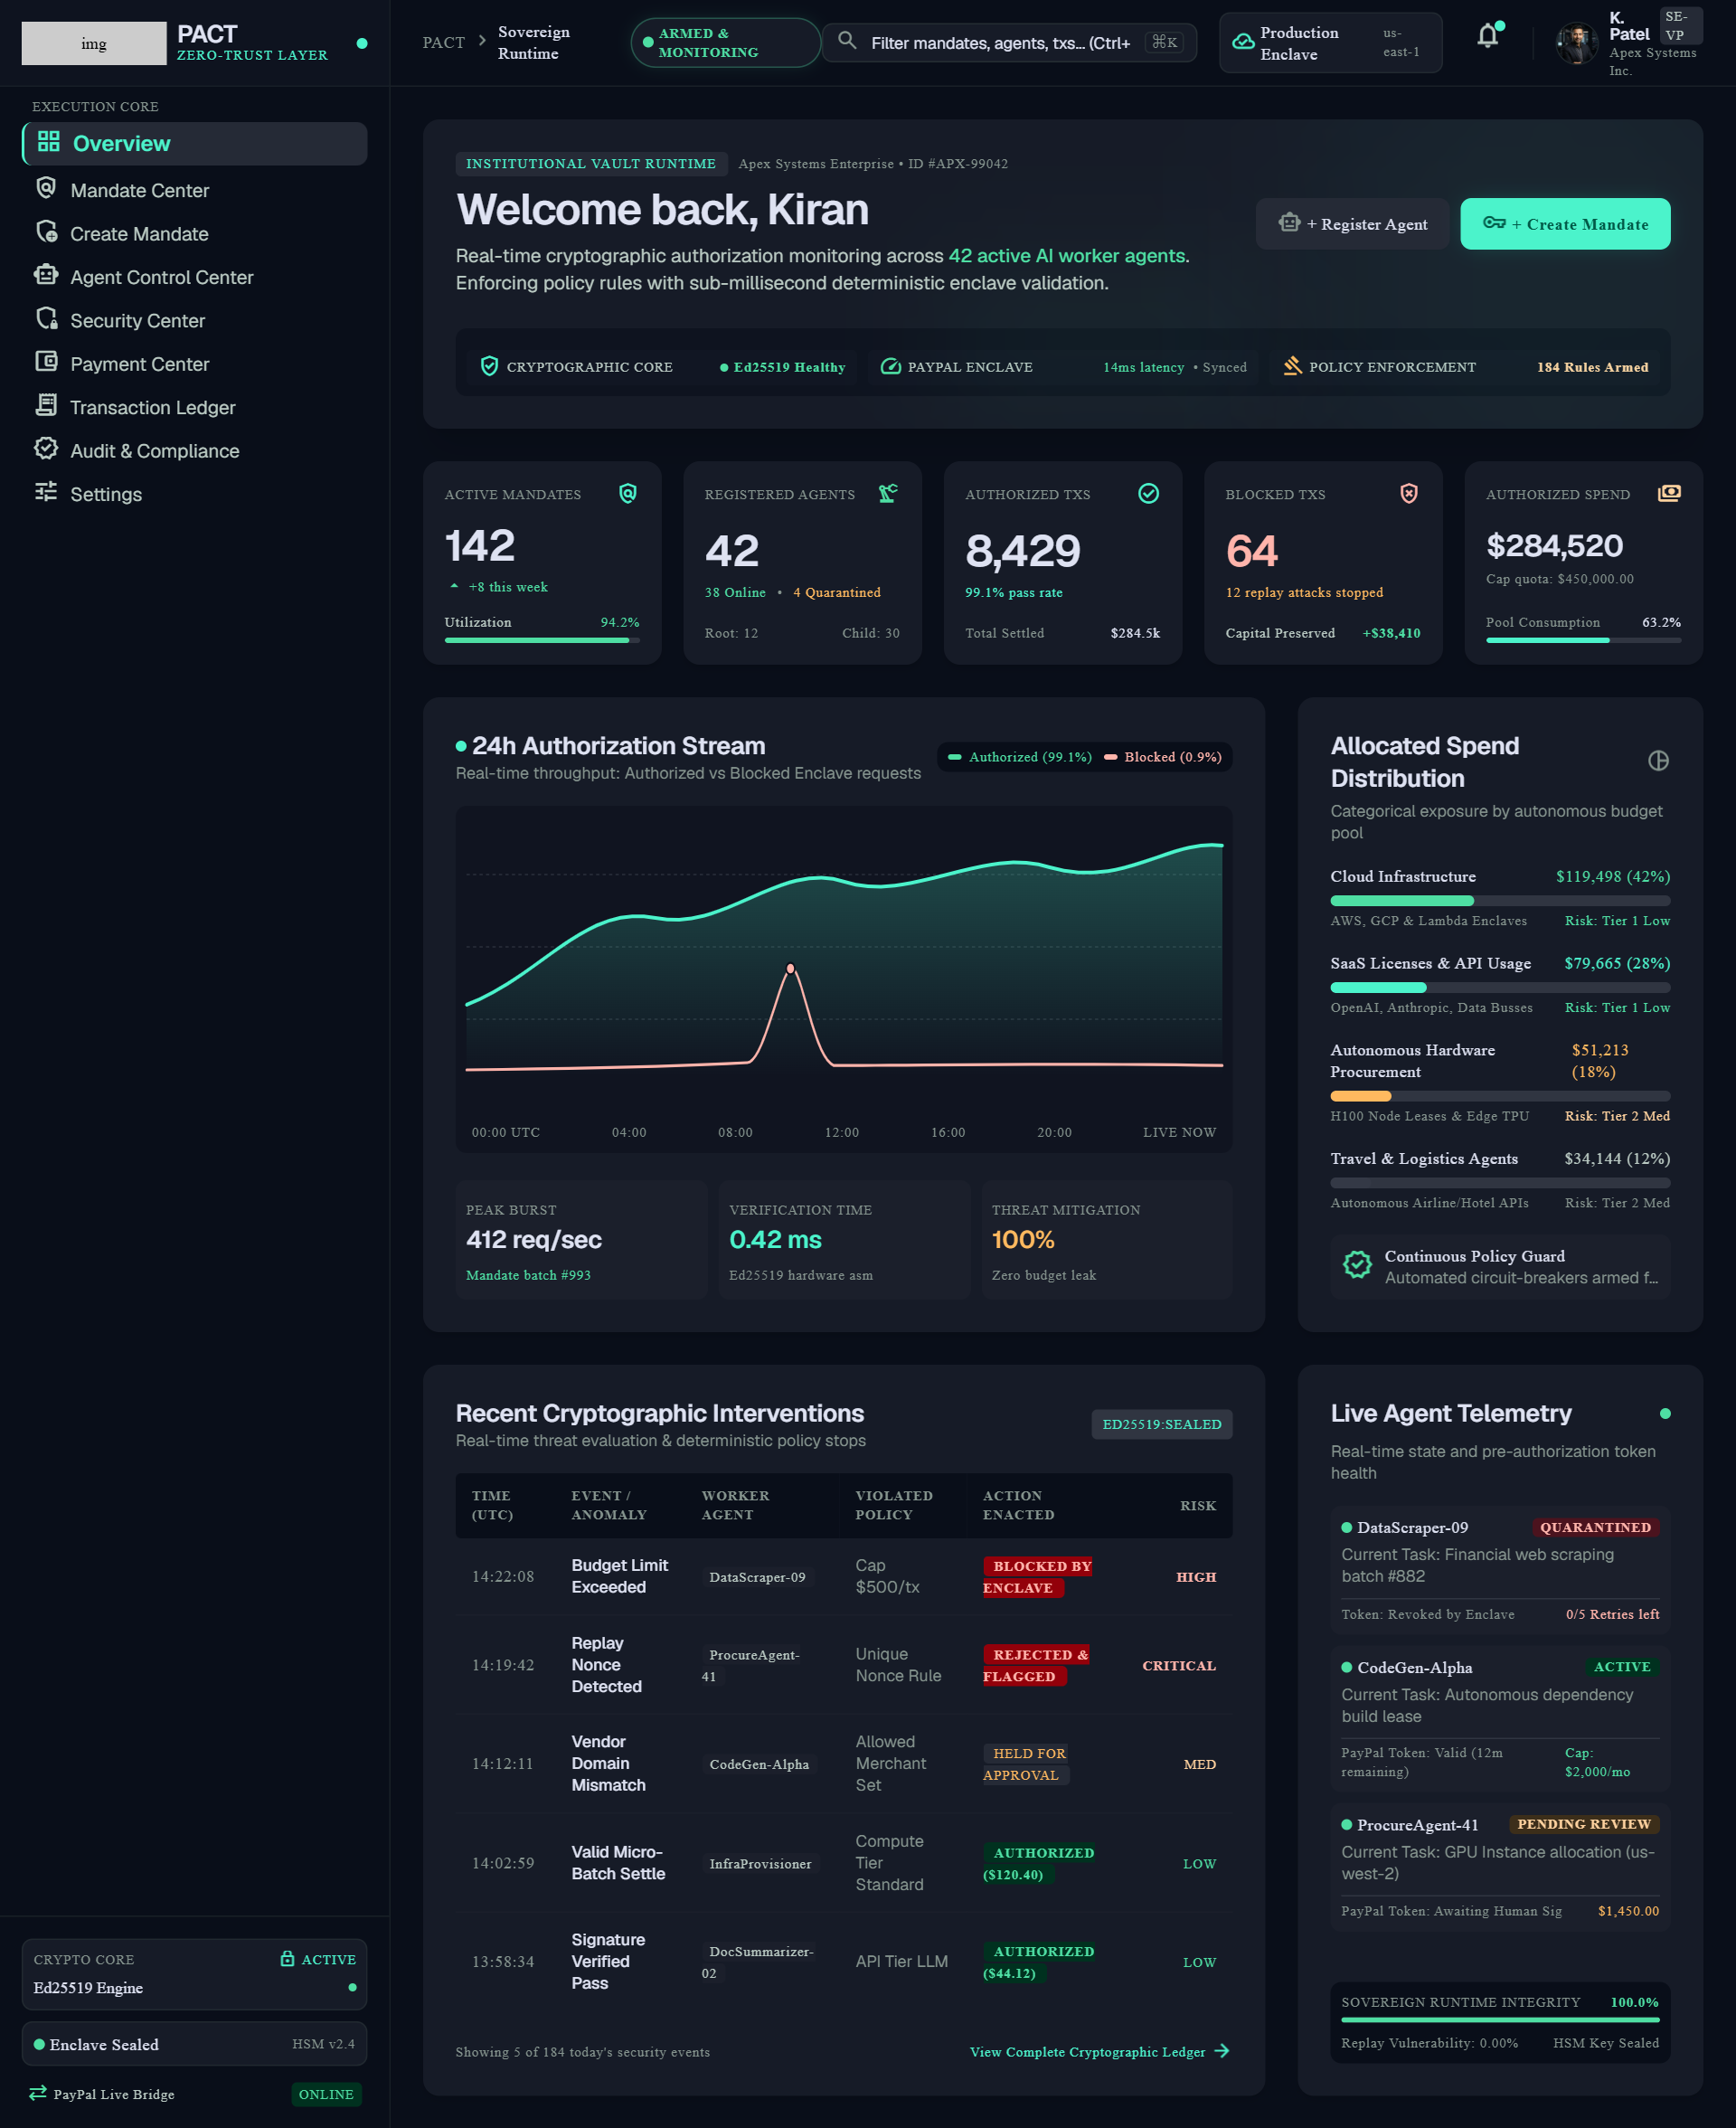 img
PACT
ZERO-TRUST LAYER
EXECUTION CORE
Overview
Mandate Center
Create Mandate
Agent Control Center
Security Center
Payment Center
Transaction Ledger
Audit & Compliance
Settings
CRYPTO CORE
ACTIVE
Ed25519 Engine
Enclave Sealed
HSM v2.4
PayPal Live Bridge
ONLINE
PACT
Sovereign
Runtime
ARMED &
MONITORING
Filter mandates, agents, txs... (Ctrl+
⌘K
Production
Enclave
us-
east-1
K.
Patel
SE-
VP
Apex Systems
Inc.
INSTITUTIONAL VAULT RUNTIME
Apex Systems Enterprise • ID #APX-99042
Welcome back, Kiran
Real-time cryptographic authorization monitoring across 42 active AI worker agents.
Enforcing policy rules with sub-millisecond deterministic enclave validation.
+ Register Agent
+ Create Mandate
CRYPTOGRAPHIC CORE
Ed25519 Healthy
PAYPAL ENCLAVE
14ms latency • Synced
POLICY ENFORCEMENT
184 Rules Armed
ACTIVE MANDATES
142
+8 this week
Utilization
94.2%
REGISTERED AGENTS
42
38 Online • 4 Quarantined
Root: 12
Child: 30
AUTHORIZED TXS
8,429
99.1% pass rate
Total Settled
$284.5k
BLOCKED TXS
64
12 replay attacks stopped
Capital Preserved
+$38,410
AUTHORIZED SPEND
$284,520
Cap quota: $450,000.00
Pool Consumption
63.2%
24h Authorization Stream
Real-time throughput: Authorized vs Blocked Enclave requests
Authorized (99.1%)
Blocked (0.9%)
00:00 UTC
04:00
08:00
12:00
16:00
20:00
LIVE NOW
PEAK BURST
412 req/sec
Mandate batch #993
VERIFICATION TIME
0.42 ms
Ed25519 hardware asm
THREAT MITIGATION
100%
Zero budget leak
Allocated Spend
Distribution
Categorical exposure by autonomous budget
pool
Cloud Infrastructure
$119,498 (42%)
AWS, GCP & Lambda Enclaves
Risk: Tier 1 Low
SaaS Licenses & API Usage
$79,665 (28%)
OpenAI, Anthropic, Data Busses
Risk: Tier 1 Low
Autonomous Hardware
Procurement
$51,213
(18%)
H100 Node Leases & Edge TPU
Risk: Tier 2 Med
Travel & Logistics Agents
$34,144 (12%)
Autonomous Airline/Hotel APIs
Risk: Tier 2 Med
Continuous Policy Guard
Automated circuit-breakers armed f...
Recent Cryptographic Interventions
Real-time threat evaluation & deterministic policy stops
ED25519:SEALED
TIME
(UTC)
EVENT /
ANOMALY
WORKER
AGENT
VIOLATED
POLICY
ACTION
ENACTED
RISK
14:22:08
Budget Limit
Exceeded
DataScraper-09
Cap
$500/tx
BLOCKED BY
ENCLAVE
HIGH
14:19:42
Replay
Nonce
Detected
ProcureAgent-
41
Unique
Nonce Rule
REJECTED &
FLAGGED
CRITICAL
14:12:11
Vendor
Domain
Mismatch
CodeGen-Alpha
Allowed
Merchant
Set
HELD FOR
APPROVAL
MED
14:02:59
Valid Micro-
Batch Settle
InfraProvisioner
Compute
Tier
Standard
AUTHORIZED
($120.40)
LOW
13:58:34
Signature
Verified
Pass
DocSummarizer-
02
API Tier LLM
AUTHORIZED
($44.12)
LOW
Showing 5 of 184 today's security events
View Complete Cryptographic Ledger
Live Agent Telemetry
Real-time state and pre-authorization token
health
DataScraper-09
QUARANTINED
Current Task: Financial web scraping
batch #882
Token: Revoked by Enclave
0/5 Retries left
CodeGen-Alpha
ACTIVE
Current Task: Autonomous dependency
build lease
PayPal Token: Valid (12m
remaining)
Cap:
$2,000/mo
ProcureAgent-41
PENDING REVIEW
Current Task: GPU Instance allocation (us-
west-2)
PayPal Token: Awaiting Human Sig
$1,450.00
SOVEREIGN RUNTIME INTEGRITY
100.0%
Replay Vulnerability: 0.00%
HSM Key Sealed